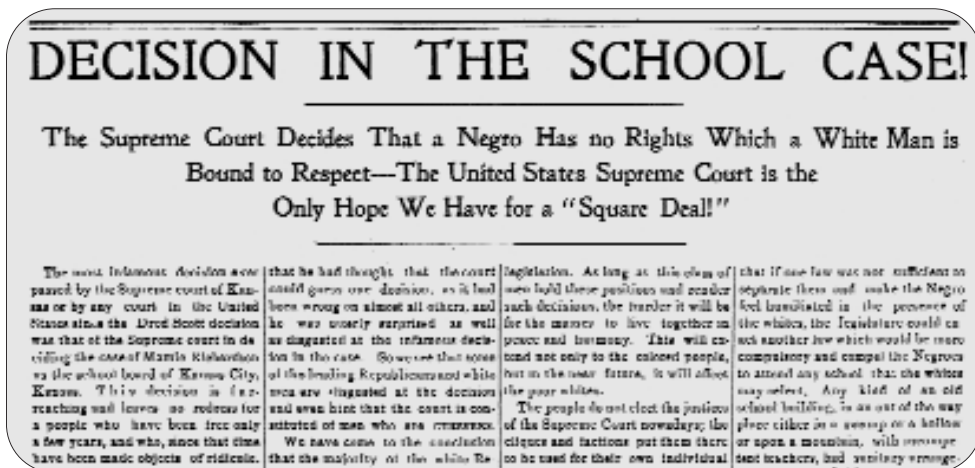 DECISION IN THE SCHOOL CASE!
The Supreme Court Decides That a Negro Has no Rights Which a White Man is
Bound to Respect—The United States Supreme Court is the
Only Hope We Have for a "Square Deal!"
The most infamous decision ever
passed by the Supreme court of Kan-
sas or by any court in the United
States since the Dred Scott decision
was that of the Supreme court in de-
ciding the case of Mamie Richardson
vs the school board of Kansas City,
Kansas. This decision is far-
reaching and leaves no redress for
a people who have been free only
a few years, and who, since that time
have been made objects of ridicule,
that he had thought that the court
could guess one decision, as it had
been wrong on almost all others, and
he was utterly surprised as well
as disgusted at the infamous decis-
ion in the case. So we see that some
of the leading Republicans and white
men are disgusted at the decision
and even hint that the court is con-
stituted of men who are
We have come to the conclusion
that the majority of the white Re
legislation. As long as this class of
men hold these positions and render
such decisions, the harder it will be
for the masses to live together in
peace and harmony. This will ex-
tend not only to the colored people,
but in the near future, it will affect
the poor whites.
The people do not elect the justices
of the Supreme Court nowadays; the
cliques and factions put them there
to be used for their own individual
that if one law was not sufficient to
separate them and make the Negro
feel humiliated in the presence of
the whites, the legislature could en-
act another law which would be more
compulsory and compel the Negroes
to attend any school that the whites
may select. Any kind of an old
school building, in an out of the way
place either in a swamp or a hollow
or upon a mountain, with
tent teachers, bad sanitary arrange-